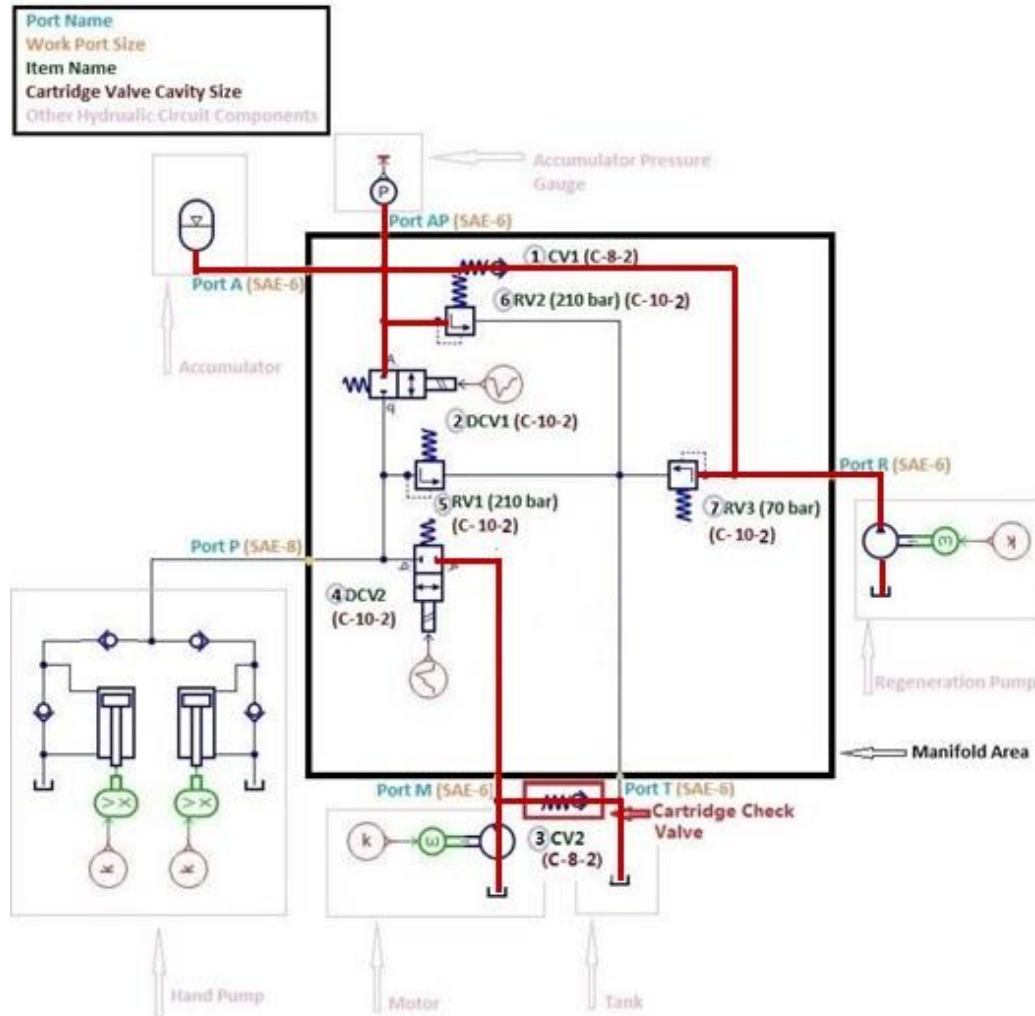 Port Name
Work Port Size
Item Name
Cartridge Valve Cavity Size
Other Hydrualic Circuit Components
Accumulator Pressure
Gauge
P
Port AP (SAE-6)
Port A (SAE-6)
1 CV1 (C-8-2)
6 RV2 (210 bar) (C-10-2)
Accumulator
A
q
2 DCV1 (C-10-2)
Port R (SAE-6)
5 RV1 (210 bar)
(C-10-2)
7 RV3 (70 bar)
(C-10-2)
Port P (SAE-8)
4 DCV2
(C-10-2)
ω
k
Regeneration Pump
Manifold Area
Port M (SAE-6)
Port T (SAE-6)
Cartridge Check
Valve
3 CV2
(C-8-2)
k
ω
V X
V X
k
k
Hand Pump
Motor
Tank